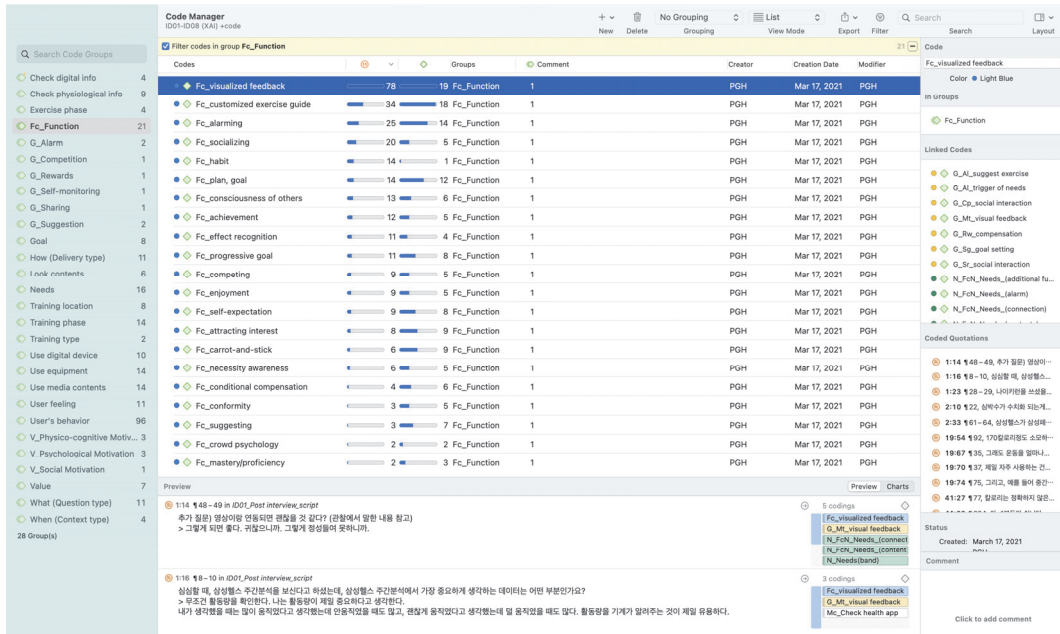 Code Manager
ID01-ID08 (XAI) +code
New
Delete
No Grouping
Grouping
List
View Mode
Export
Filter
Search
Search
Layout
Search Code Groups
Check digital info 4
Check physiological info 9
Exercise phase 4
Fc_Function 21
G_Alarm 2
G_Competition 1
G_Rewards 1
G_Self-monitoring 1
G_Sharing 1
G_Suggestion 2
Goal 8
How (Delivery type) 11
Look contents 6
Needs 16
Training location 8
Training phase 14
Training type 2
Use digital device 10
Use equipment 14
Use media contents 14
User feeling 11
User's behavior 96
V_Physico-cognitive Motiv... 3
V_Psychological Motivation 3
V_Social Motivation 1
Value 7
What (Question type) 11
When (Context type) 4
28 Group(s)
Filter codes in group Fc_Function 21
Codes Groups Comment Creator Creation Date Modifier
Fc_visualized feedback 78 19 Fc_Function 1 PGH Mar 17, 2021 PGH
Fc_customized exercise guide 34 18 Fc_Function 1 PGH Mar 17, 2021 PGH
Fc_alarming 25 14 Fc_Function 1 PGH Mar 17, 2021 PGH
Fc_socializing 20 5 Fc_Function 1 PGH Mar 17, 2021 PGH
Fc_habit 14 1 Fc_Function 1 PGH Mar 17, 2021 PGH
Fc_plan, goal 14 12 Fc_Function 1 PGH Mar 17, 2021 PGH
Fc_consciousness of others 13 6 Fc_Function 1 PGH Mar 17, 2021 PGH
Fc_achievement 12 5 Fc_Function 1 PGH Mar 17, 2021 PGH
Fc_effect recognition 11 4 Fc_Function 1 PGH Mar 17, 2021 PGH
Fc_progressive goal 11 8 Fc_Function 1 PGH Mar 17, 2021 PGH
Fc_competing 9 5 Fc_Function 1 PGH Mar 17, 2021 PGH
Fc_enjoyment 9 5 Fc_Function 1 PGH Mar 17, 2021 PGH
Fc_self-expectation 9 8 Fc_Function 1 PGH Mar 17, 2021 PGH
Fc_attracting interest 8 9 Fc_Function 1 PGH Mar 17, 2021 PGH
Fc_carrot-and-stick 6 9 Fc_Function 1 PGH Mar 17, 2021 PGH
Fc_necessity awareness 6 5 Fc_Function 1 PGH Mar 17, 2021 PGH
Fc_conditional compensation 4 6 Fc_Function 1 PGH Mar 17, 2021 PGH
Fc_conformity 3 5 Fc_Function 1 PGH Mar 17, 2021 PGH
Fc_suggesting 3 7 Fc_Function 1 PGH Mar 17, 2021 PGH
Fc_crowd psychology 2 2 Fc_Function 1 PGH Mar 17, 2021 PGH
Fc_mastery/proficiency 2 3 Fc_Function 1 PGH Mar 17, 2021 PGH
Preview
Preview Charts
1:14 ¶48–49 in ID01_Post interview_script
추가 질문) 영상이랑 연동되면 괜찮을 것 같다? (관찰에서 말한 내용 참고)
> 그렇게 되면 좋다. 귀찮으니까. 그렇게 정성들여 못하니까.
5 codings
Fc_visualized feedback
G_Mt_visual feedback
N_FcN_Needs_(connect
N_FcN_Needs_(content
N_Needs(band)
1:16 ¶8–10 in ID01_Post interview_script
심심할 때, 삼성헬스 주간분석을 보신다고 하셨는데, 삼성헬스 주간분석에서 가장 중요하게 생각하는 데이터는 어떤 부분인가요?
> 무조건 활동량을 확인한다. 나는 활동량이 제일 중요하다고 생각한다.
내가 생각했을 때는 많이 움직였다고 생각했는데 안움직였을 때도 많고, 괜찮게 움직였다고 생각했는데 덜 움직였을 때도 많다. 활동량을 기계가 알려주는 것이 제일 유용하다.
3 codings
Fc_visualized feedback
G_Mt_visual feedback
Mc_Check health app
Code
Fc_visualized feedback
Color Light Blue
In Groups
Fc_Function
Linked Codes
G_Al_suggest exercise
G_Al_trigger of needs
G_Cp_social interaction
G_Mt_visual feedback
G_Rw_compensation
G_Sg_goal setting
G_Sr_social interaction
N_FcN_Needs_(additional fu...
N_FcN_Needs_(alarm)
N_FcN_Needs_(connection)
Coded Quotations
1:14 ¶48–49, 추가 질문) 영상이⋯
1:16 ¶8–10, 심심할 때, 삼성헬스⋯
1:23 ¶28–29, 나이키런을 쓰셨을⋯
2:10 ¶22, 심박수가 수치화 되는게⋯
2:33 ¶61–64, 삼성헬스가 삼성페⋯
19:54 ¶92, 170칼로리정도 소모하⋯
19:67 ¶35, 그래도 운동을 얼마나⋯
19:70 ¶37, 제일 자주 사용하는 건⋯
19:74 ¶75, 그리고, 예를 들어 중간⋯
41:27 ¶77, 칼로리는 정확하지 않은⋯
Status
Created: March 17, 2021
Comment
Click to add comment